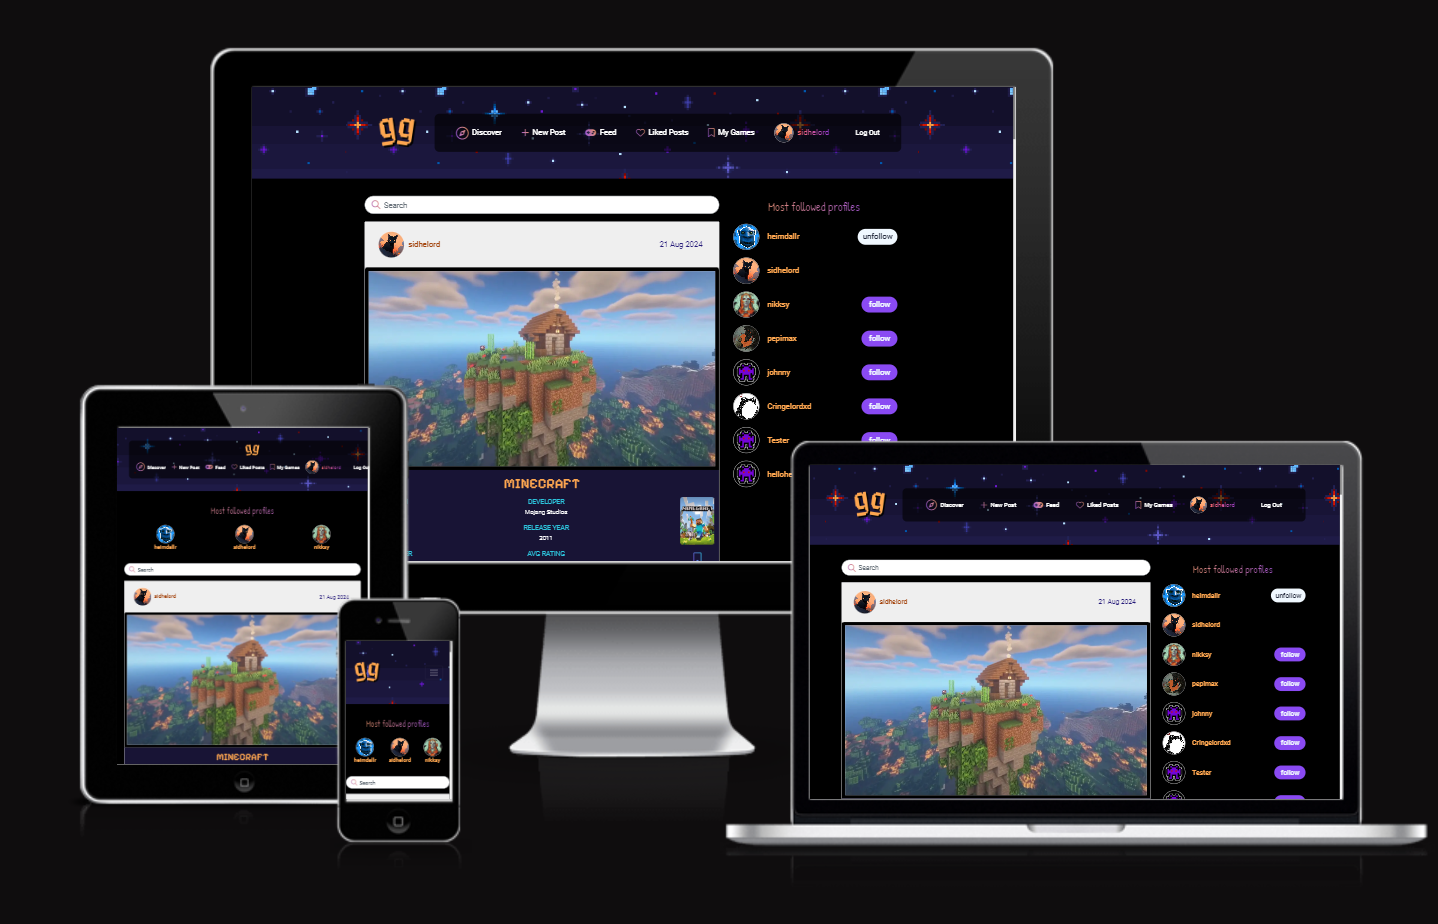 gg
Discover New Post Feed Liked Posts My Games sidhelord Log Out
Search
sidhelord 21 Aug 2024
MINECRAFT
DEVELOPER
Mojang Studios
RELEASE YEAR
2011
AVG RATING
MINECRAFT
Most followed profiles
heimdallr unfollow
sidhelord
nikksy follow
pepimax follow
johnny follow
Cringelordxd follow
Tester follow
gg
Discover New Post Feed Liked Posts My Games sidhelord Log
Most followed profiles
heimdallr sidhelord nikksy
Search
sidhelord 21 Aug 2024
MINECRAFT
gg
Most followed profiles
heimdallr sidhelord nikksy
Search
gg
Discover New Post Feed Liked Posts My Games sidhelord Log Out
Search
sidhelord 21 Aug 2024
Most followed profiles
heimdallr unfollow
sidhelord
nikksy follow
pepimax follow
johnny follow
Cringelordxd follow
Tester follow